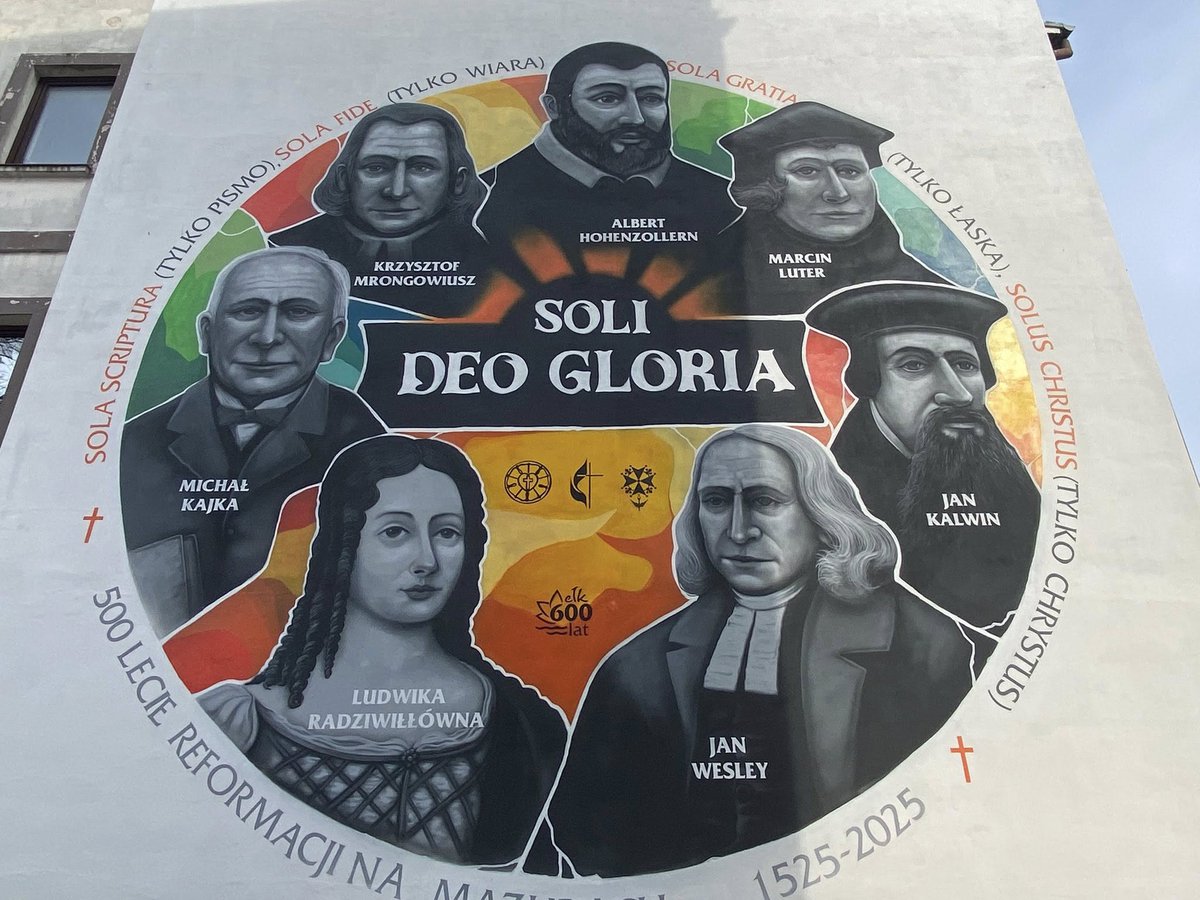 SOLA SCRIPTURA (TYLKO PISMO), SOLA FIDE (TYLKO WIARA)
SOLA GRATIA (TYLKO ŁASKA), SOLUS CHRISTUS (TYLKO CHRYSTUS)
ALBERT
HOHENZOLLERN
KRZYSZTOF
MRONGOWIUSZ
MARCIN
LUTER
SOLI
DEO GLORIA
MICHAŁ
KAJKA
JAN
KALWIN
ełk
600
lat
LUDWIKA
RADZIWIŁŁÓWNA
JAN
WESLEY
500 LECIE REFORMACJI NA MAZURACH 1525-2025